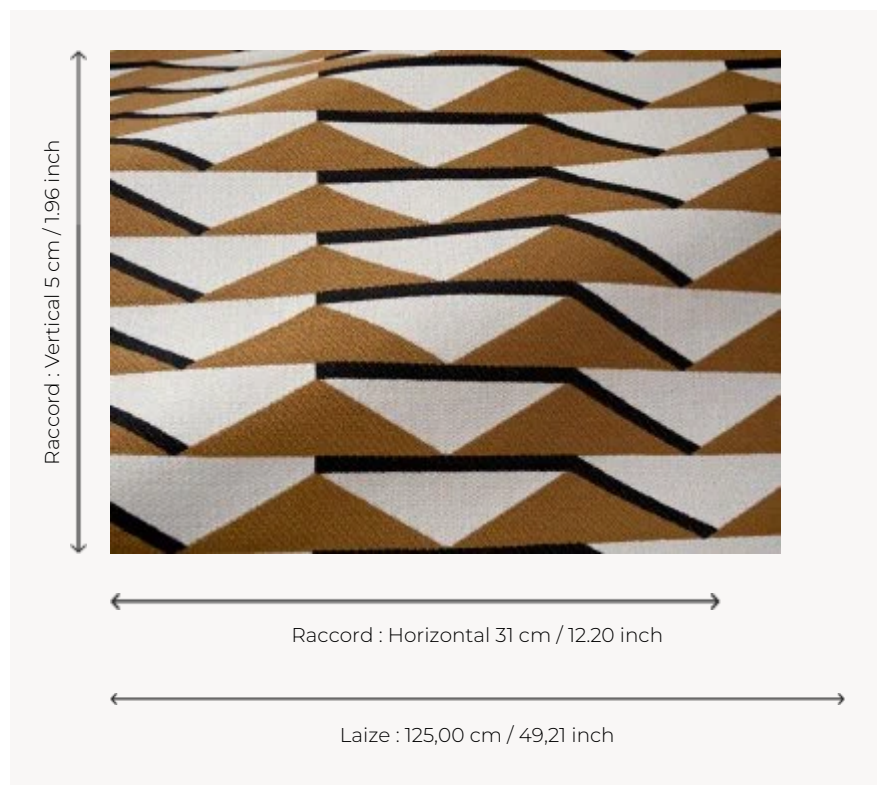 Raccord : Vertical 5 cm / 1.96 inch
Raccord : Horizontal 31 cm / 12.20 inch
Laize : 125,00 cm / 49,21 inch